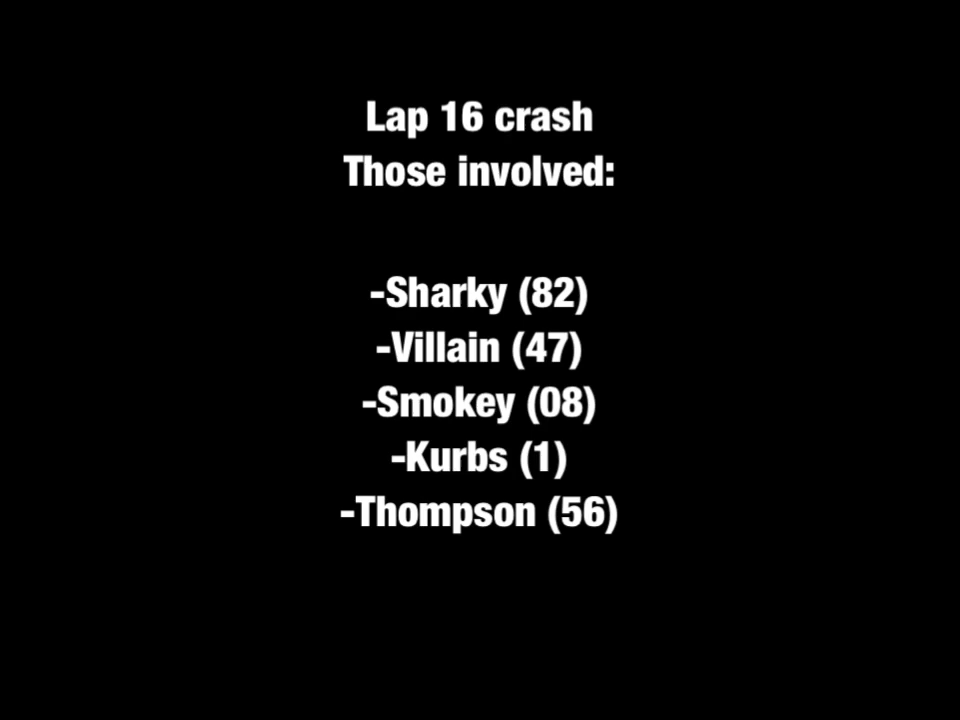 Lap 16 crash
Those involved:
-Sharky (82)
-Villain (47)
-Smokey (08)
-Kurbs (1)
-Thompson (56)